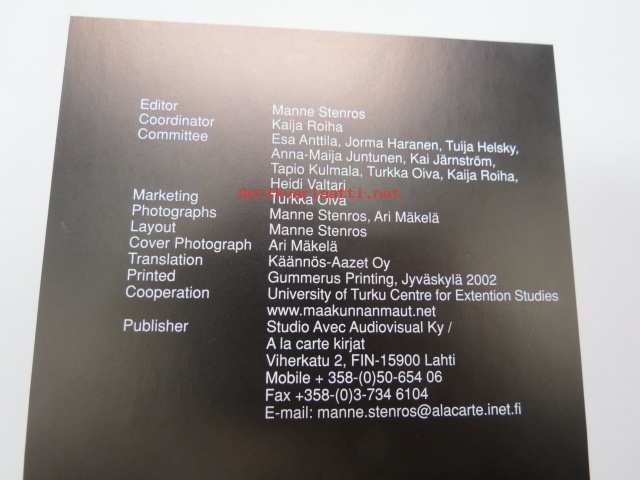 Editor Manne Stenros
Coordinator Kaija Roiha
Committee Esa Anttila, Jorma Haranen, Tuija Helsky,
Anna-Maija Juntunen, Kai Järnström,
Tapio Kulmala, Turkka Oiva, Kaija Roiha,
Heidi Valtari
Marketing Turkka Oiva
Photographs Manne Stenros, Ari Mäkelä
Layout Manne Stenros
Cover Photograph Ari Mäkelä
Translation Käännös-Aazet Oy
Printed Gummerus Printing, Jyväskylä 2002
Cooperation University of Turku Centre for Extention Studies
www.maakunnanmaut.net
Publisher Studio Avec Audiovisual Ky /
A la carte kirjat
Viherkatu 2, FIN-15900 Lahti
Mobile + 358-(0)50-654 06
Fax +358-(0)3-734 6104
E-mail: manne.stenros@alacarte.inet.fi